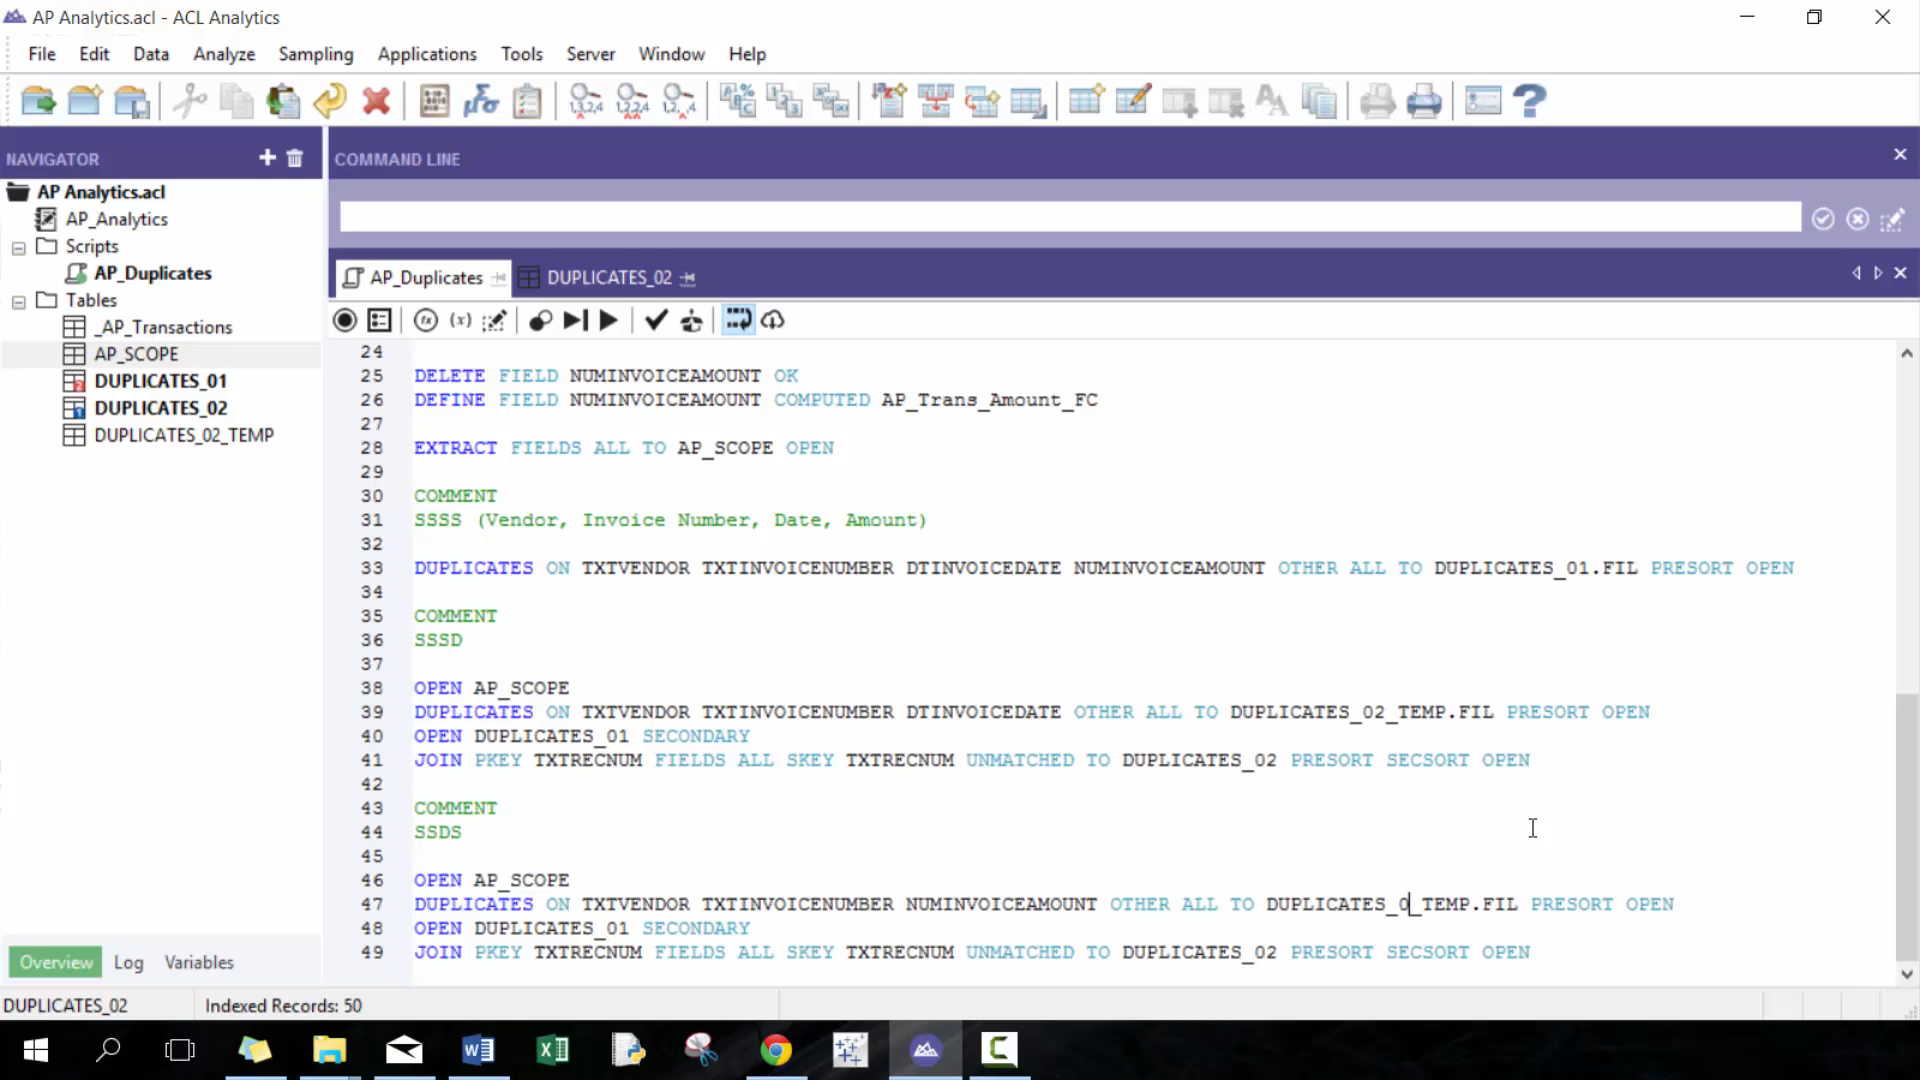 AP Analytics.acl - ACL Analytics
File Edit Data Analyze Sampling Applications Tools Server Window Help
NAVIGATOR
COMMAND LINE
AP Analytics.acl
AP_Analytics
Scripts
AP_Duplicates
Tables
_AP_Transactions
AP_SCOPE
DUPLICATES_01
DUPLICATES_02
DUPLICATES_02_TEMP
AP_Duplicates DUPLICATES_02
24
25 DELETE FIELD NUMINVOICEAMOUNT OK
26 DEFINE FIELD NUMINVOICEAMOUNT COMPUTED AP_Trans_Amount_FC
27
28 EXTRACT FIELDS ALL TO AP_SCOPE OPEN
29
30 COMMENT
31 SSSS (Vendor, Invoice Number, Date, Amount)
32
33 DUPLICATES ON TXTVENDOR TXTINVOICENUMBER DTINVOICEDATE NUMINVOICEAMOUNT OTHER ALL TO DUPLICATES_01.FIL PRESORT OPEN
34
35 COMMENT
36 SSSD
37
38 OPEN AP_SCOPE
39 DUPLICATES ON TXTVENDOR TXTINVOICENUMBER DTINVOICEDATE OTHER ALL TO DUPLICATES_02_TEMP.FIL PRESORT OPEN
40 OPEN DUPLICATES_01 SECONDARY
41 JOIN PKEY TXTRECNUM FIELDS ALL SKEY TXTRECNUM UNMATCHED TO DUPLICATES_02 PRESORT SECSORT OPEN
42
43 COMMENT
44 SSDS
45
46 OPEN AP_SCOPE
47 DUPLICATES ON TXTVENDOR TXTINVOICENUMBER NUMINVOICEAMOUNT OTHER ALL TO DUPLICATES_0_TEMP.FIL PRESORT OPEN
48 OPEN DUPLICATES_01 SECONDARY
49 JOIN PKEY TXTRECNUM FIELDS ALL SKEY TXTRECNUM UNMATCHED TO DUPLICATES_02 PRESORT SECSORT OPEN
Overview Log Variables
DUPLICATES_02 Indexed Records: 50